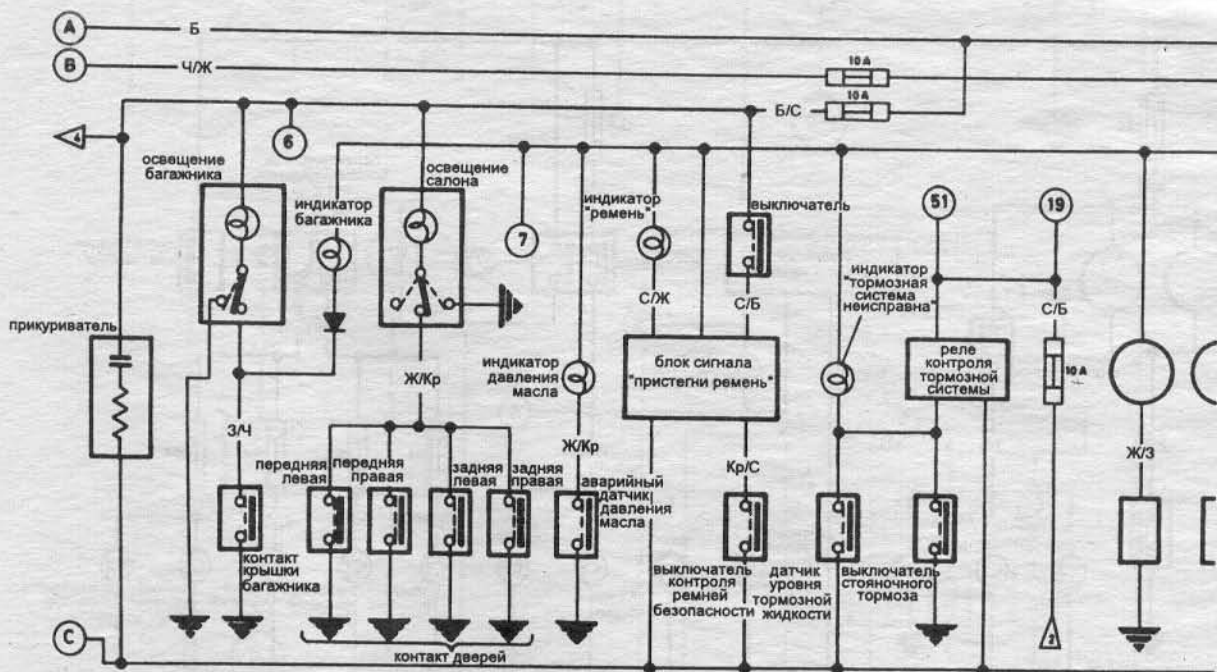 A
Б
B
Ч/Ж
10 A
10 A
Б/С
4
6
освещение
багажника
индикатор
багажника
освещение
салона
7
индикатор
"ремень"
выключатель
51
19
индикатор
"тормозная
система
неисправна"
С/Ж
С/Б
С/Б
прикуриватель
Ж/Кр
индикатор
давления
масла
блок сигнала
"пристегни ремень"
реле
контроля
тормозной
системы
10 A
З/Ч
Ж/Кр
Кр/С
Ж/З
передняя
левая
передняя
правая
задняя
левая
задняя
правая
аварийный
датчик
давления
масла
контакт
крышки
багажника
выключатель
контроля
ремней
безопасности
датчик
уровня
тормозной
жидкости
выключатель
стояночного
тормоза
2
C
контакт дверей